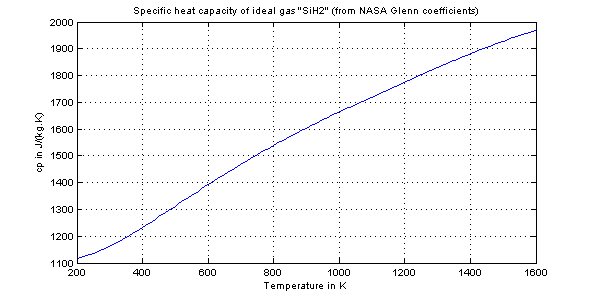 Specific heat capacity of ideal gas "SiH2" (from NASA Glenn coefficients)
2000
1900
1800
1700
1600
1500
1400
1300
1200
1100
cp in J/(kg.K)
200 400 600 800 1000 1200 1400 1600
Temperature in K